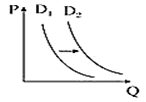 P D₁ D₂
Q